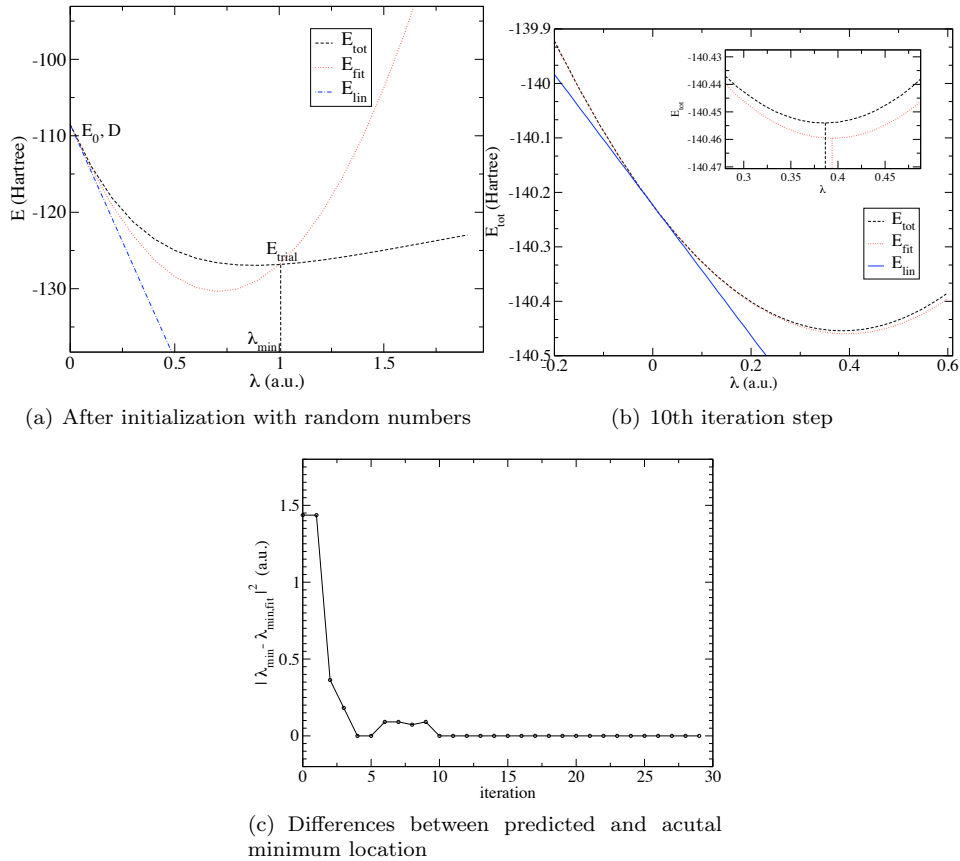 E (Hartree)
-100
-110
-120
-130
E_tot
E_fit
E_lin
E_0, D
E_trial
λ_min
0
0.5
1
1.5
λ (a.u.)
(a) After initialization with random numbers
E_tot (Hartree)
-139.9
-140
-140.1
-140.2
-140.3
-140.4
-140.5
E_tot
-140.43
-140.44
-140.45
-140.46
-140.47
0.3
0.35
0.4
0.45
λ
E_tot
E_fit
E_lin
-0.2
0
0.2
0.4
0.6
λ (a.u.)
(b) 10th iteration step
| λ_min - λ_min,fit |^2 (a.u.)
1.5
1
0.5
0
0
5
10
15
20
25
30
iteration
(c) Differences between predicted and acutal
minimum location